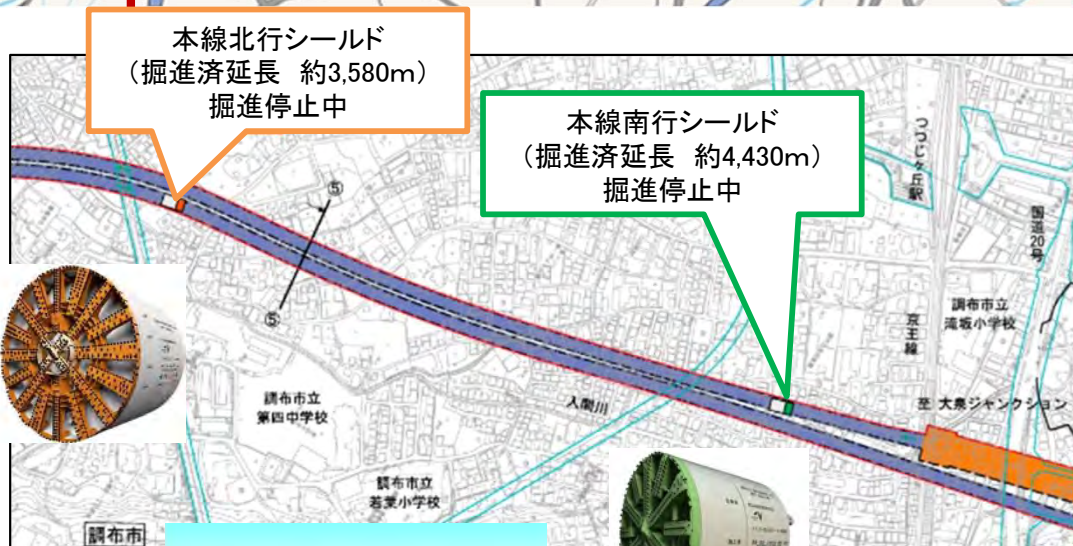 本線北行シールド
（掘進済延長 約3,580m）
掘進停止中
本線南行シールド
（掘進済延長 約4,430m）
掘進停止中
つつじヶ丘駅
国道20号
⑤
調布市立
滝坂小学校
京王線
⑤
調布市立
第四中学校
入間川
至 大泉ジャンクション
調布市立
若葉小学校
調布市